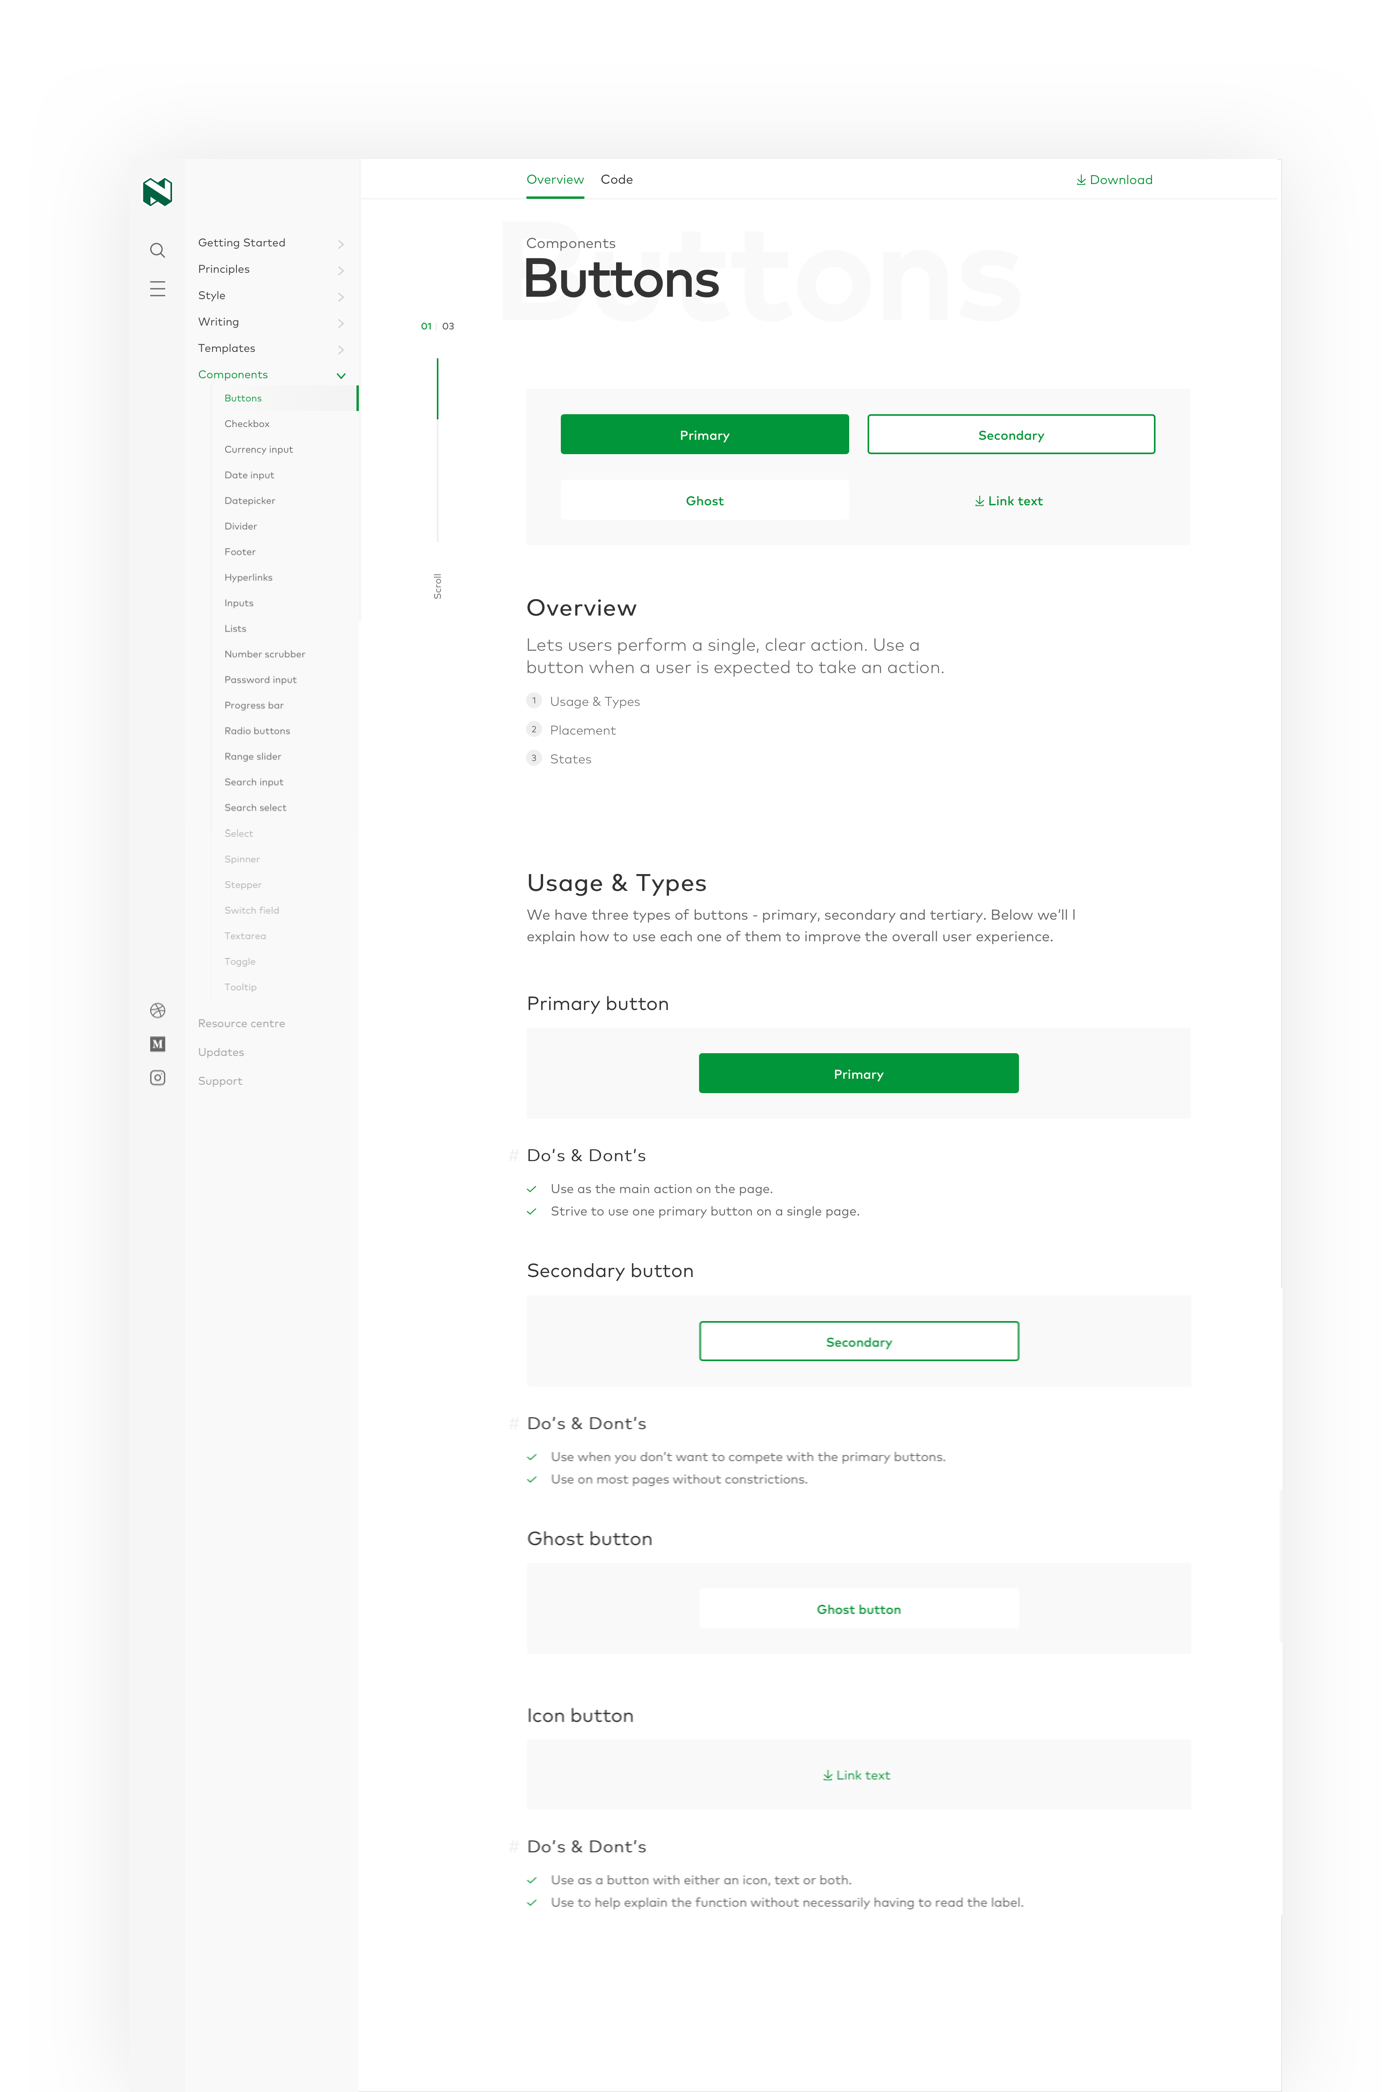 Overview
Code
Download
Getting Started
Principles
Style
Writing
Templates
Components
Buttons
Checkbox
Currency input
Date input
Datepicker
Divider
Footer
Hyperlinks
Inputs
Lists
Number scrubber
Password input
Progress bar
Radio buttons
Range slider
Search input
Search select
Select
Spinner
Stepper
Switch field
Textarea
Toggle
Tooltip
Resource centre
Updates
Support
M
01 | 03
Scroll
Buttons
Components
Buttons
Primary
Secondary
Ghost
Link text
Overview
Lets users perform a single, clear action. Use a
button when a user is expected to take an action.
1 Usage & Types
2 Placement
3 States
Usage & Types
We have three types of buttons - primary, secondary and tertiary. Below we'll I
explain how to use each one of them to improve the overall user experience.
Primary button
Primary
# Do's & Dont's
Use as the main action on the page.
Strive to use one primary button on a single page.
Secondary button
Secondary
# Do's & Dont's
Use when you don't want to compete with the primary buttons.
Use on most pages without constrictions.
Ghost button
Ghost button
Icon button
Link text
# Do's & Dont's
Use as a button with either an icon, text or both.
Use to help explain the function without necessarily having to read the label.